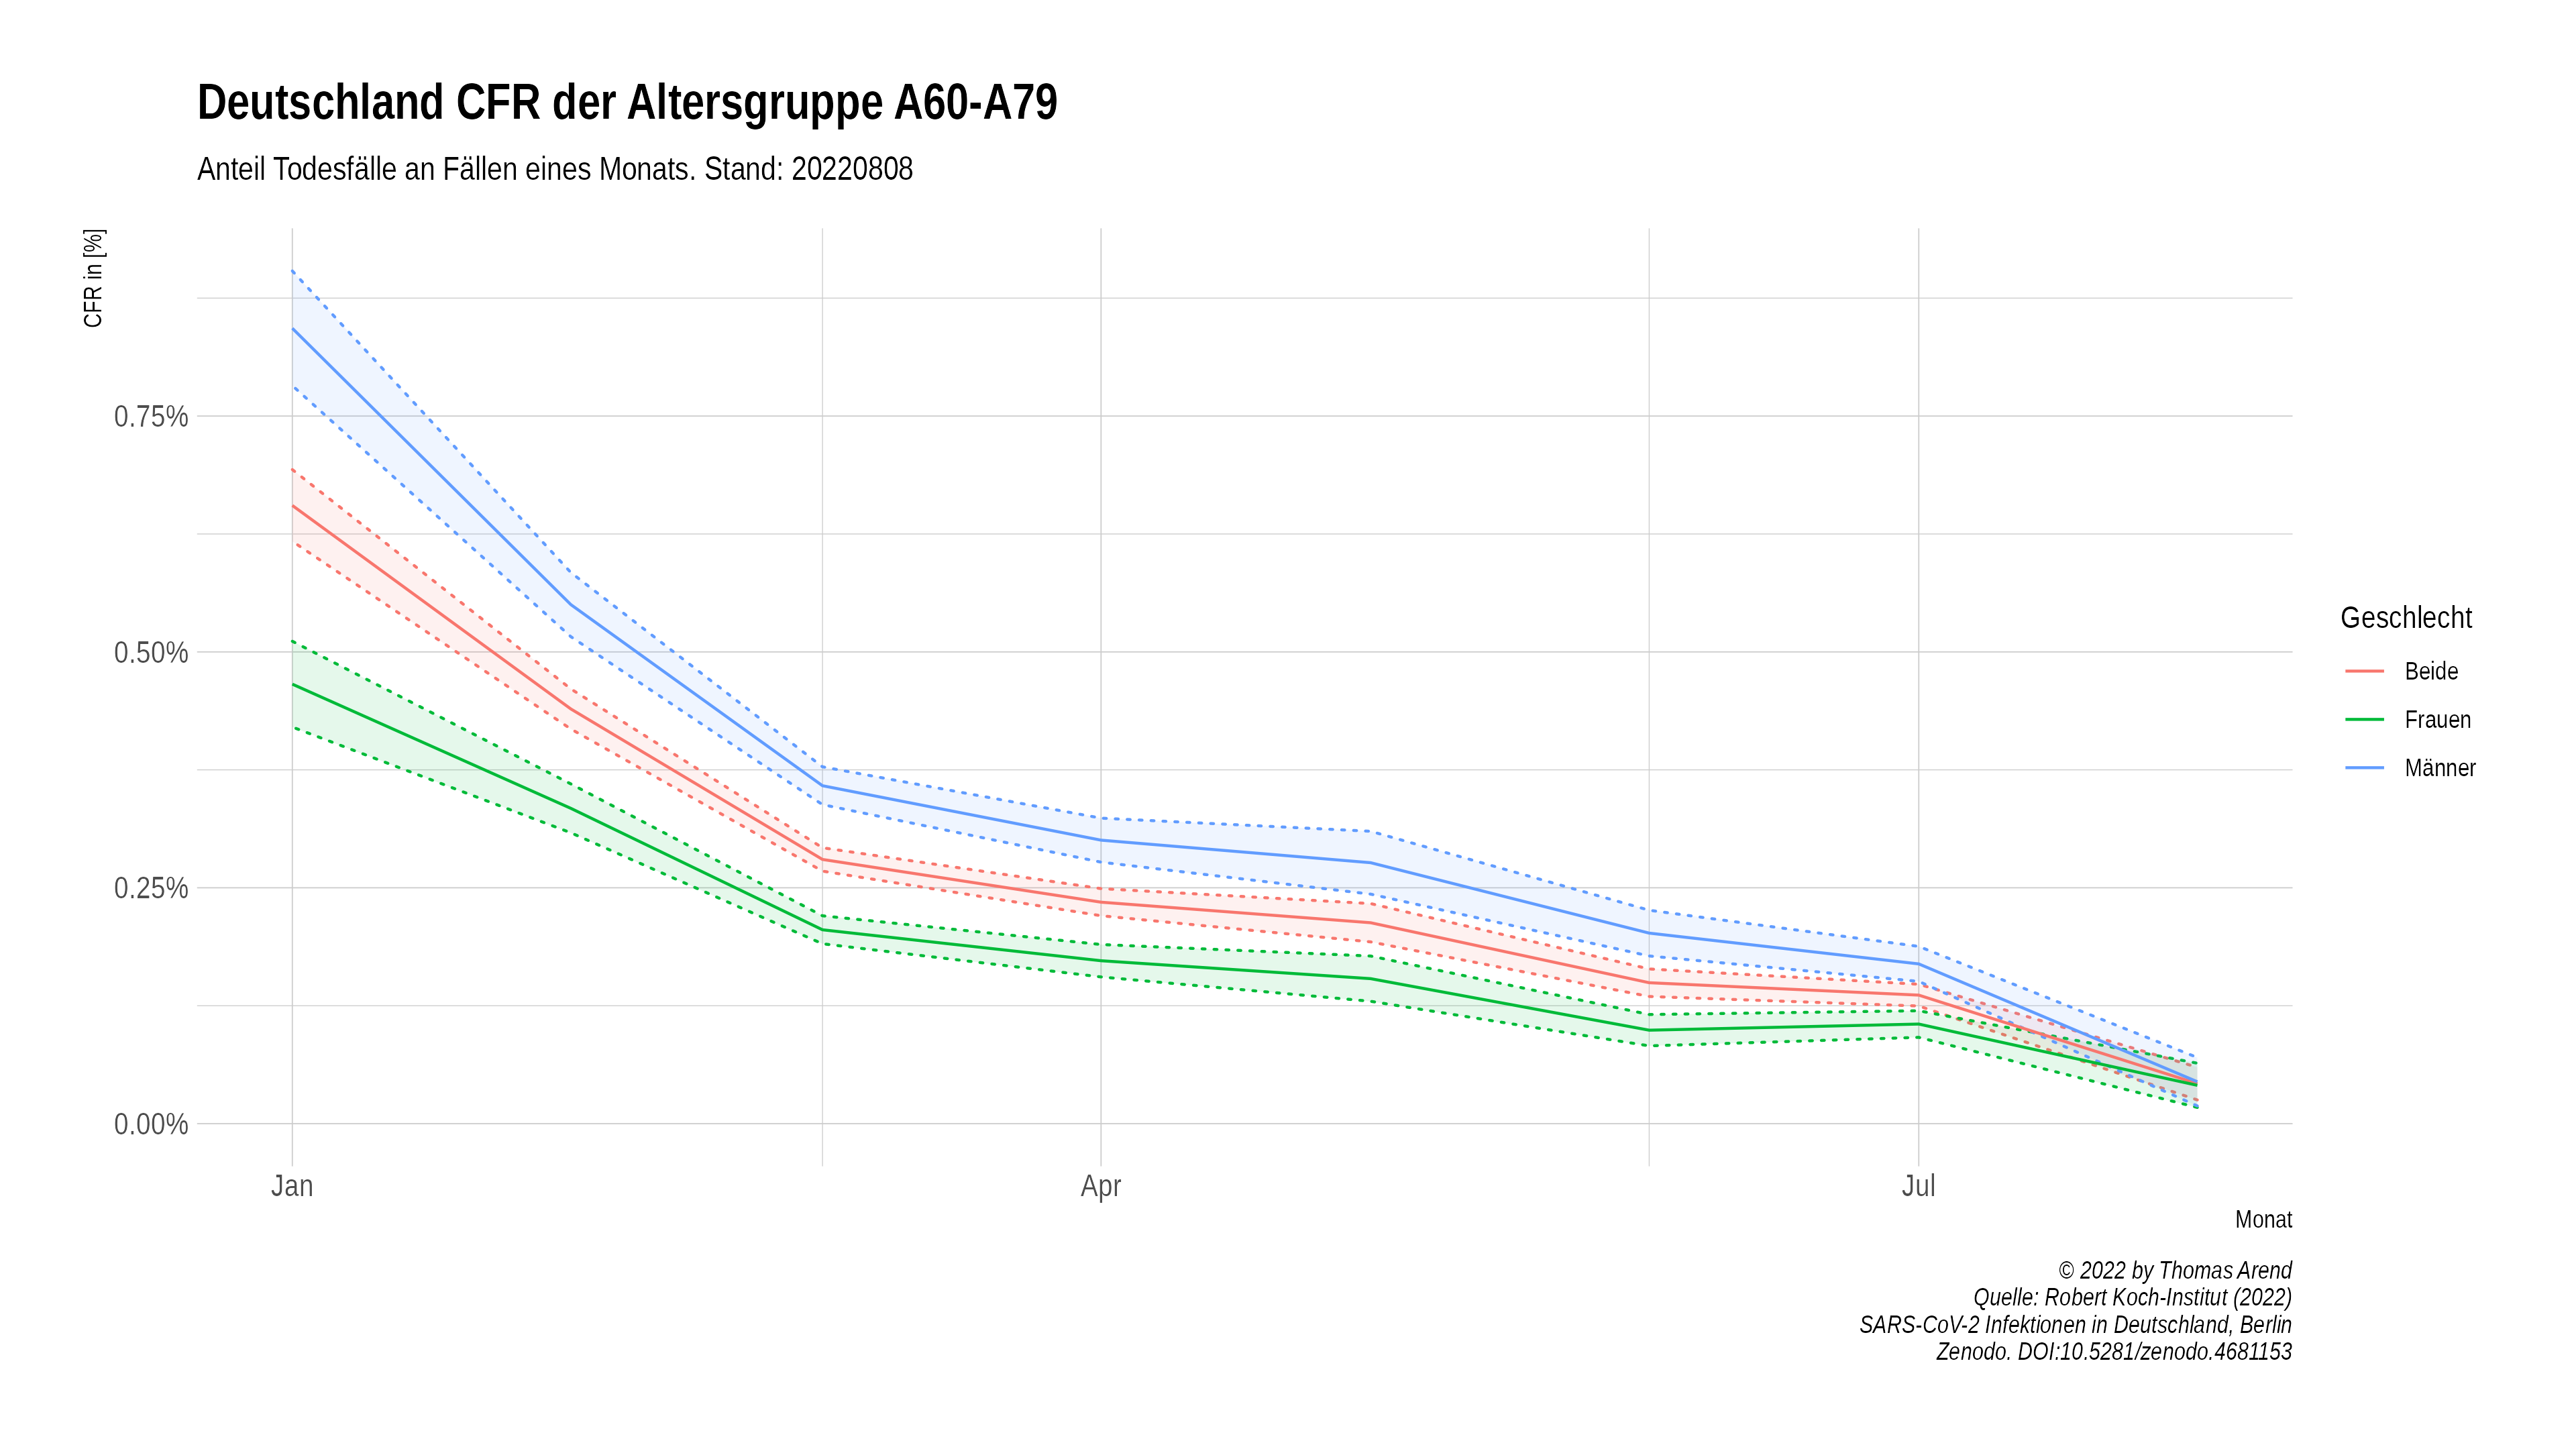 Deutschland CFR der Altersgruppe A60-A79
Anteil Todesfälle an Fällen eines Monats. Stand: 20220808
CFR in [%]
0.75%
0.50%
0.25%
0.00%
Jan
Apr
Jul
Monat
Geschlecht
Beide
Frauen
Männer
© 2022 by Thomas Arend
Quelle: Robert Koch-Institut (2022)
SARS-CoV-2 Infektionen in Deutschland, Berlin
Zenodo. DOI:10.5281/zenodo.4681153